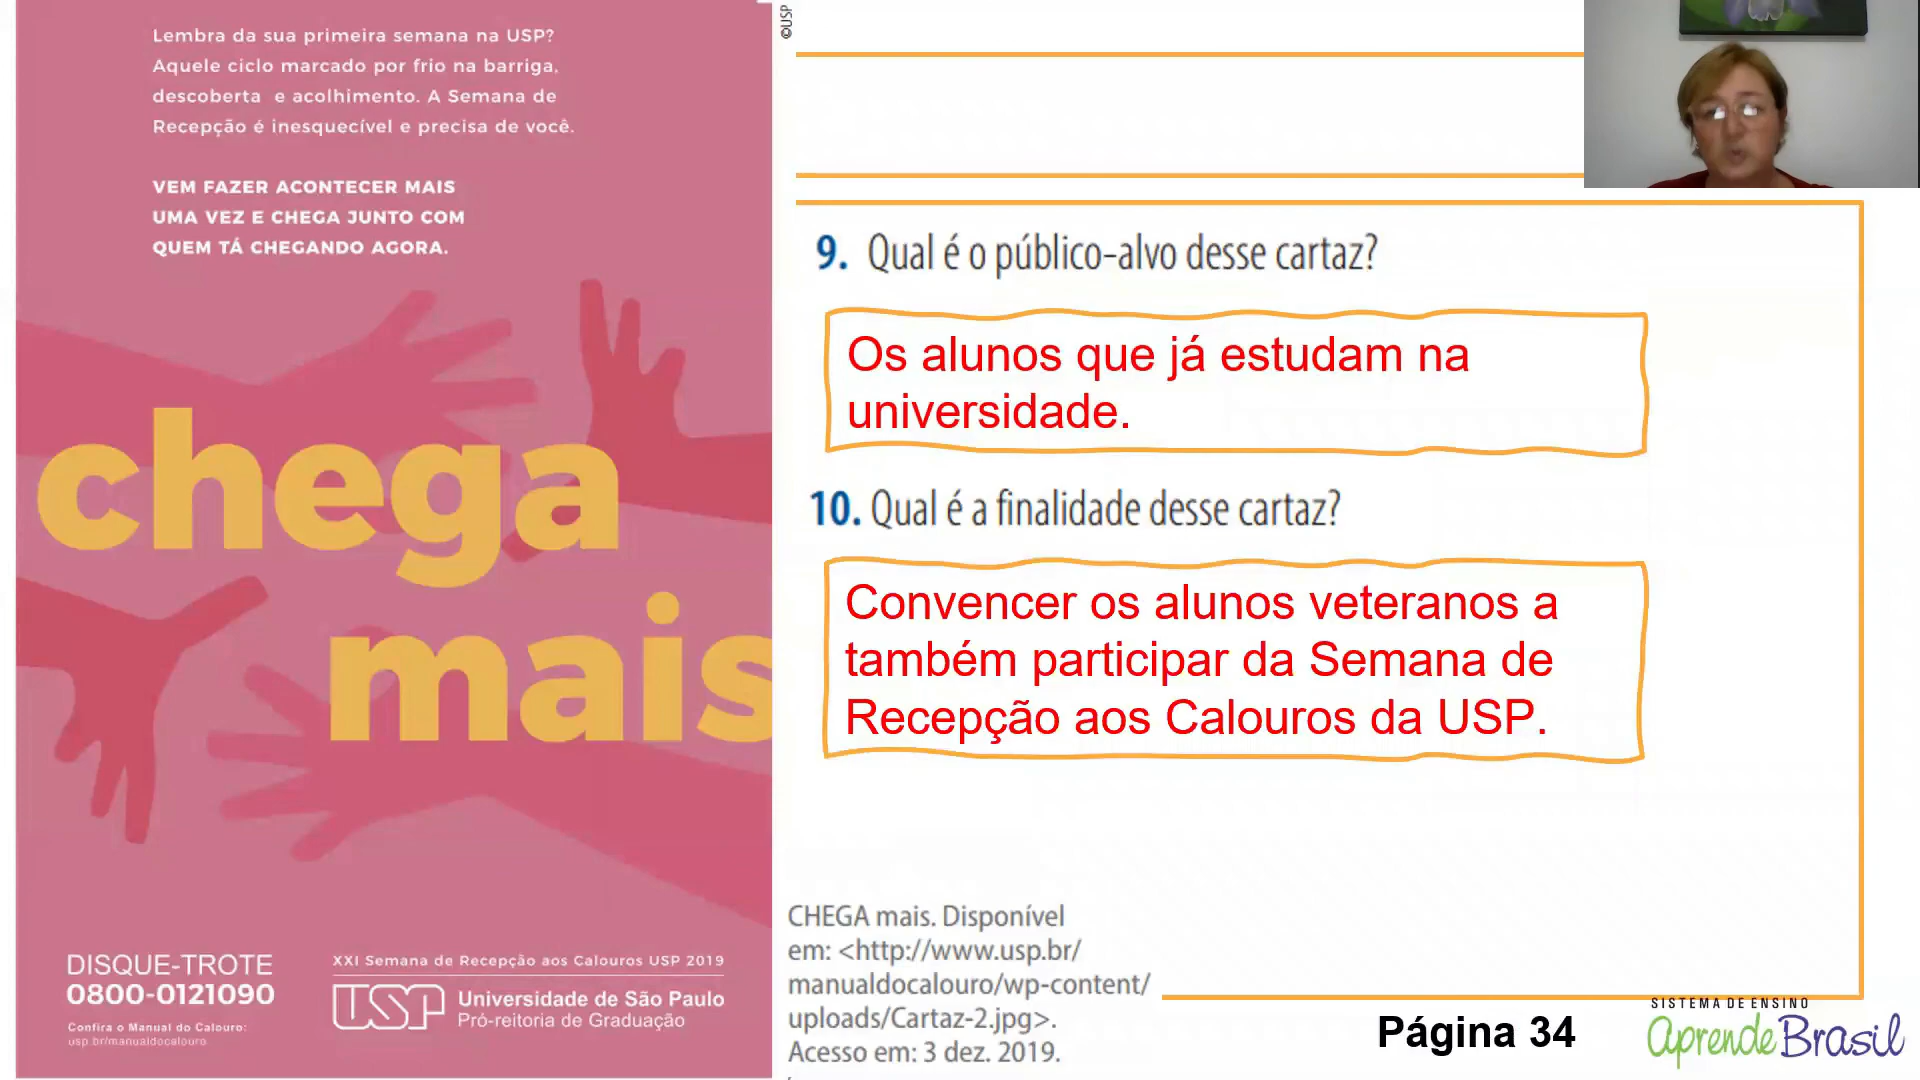 Lembra da sua primeira semana na USP?
Aquele ciclo marcado por frio na barriga,
descoberta e acolhimento. A Semana de
Recepção é inesquecível e precisa de você.
VEM FAZER ACONTECER MAIS
UMA VEZ E CHEGA JUNTO COM
QUEM TÁ CHEGANDO AGORA.
chega
mais
DISQUE-TROTE
0800-0121090
Confira o Manual do Calouro:
usp.br/manualdocalouro
XXI Semana de Recepção aos Calouros USP 2019
USP
Universidade de São Paulo
Pró-reitoria de Graduação
©USP
9. Qual é o público-alvo desse cartaz?
Os alunos que já estudam na
universidade.
10. Qual é a finalidade desse cartaz?
Convencer os alunos veteranos a
também participar da Semana de
Recepção aos Calouros da USP.
CHEGA mais. Disponível
em: <http://www.usp.br/
manualdocalouro/wp-content/
uploads/Cartaz-2.jpg>.
Acesso em: 3 dez. 2019.
Página 34
SISTEMA DE ENSINO
aprende Brasil